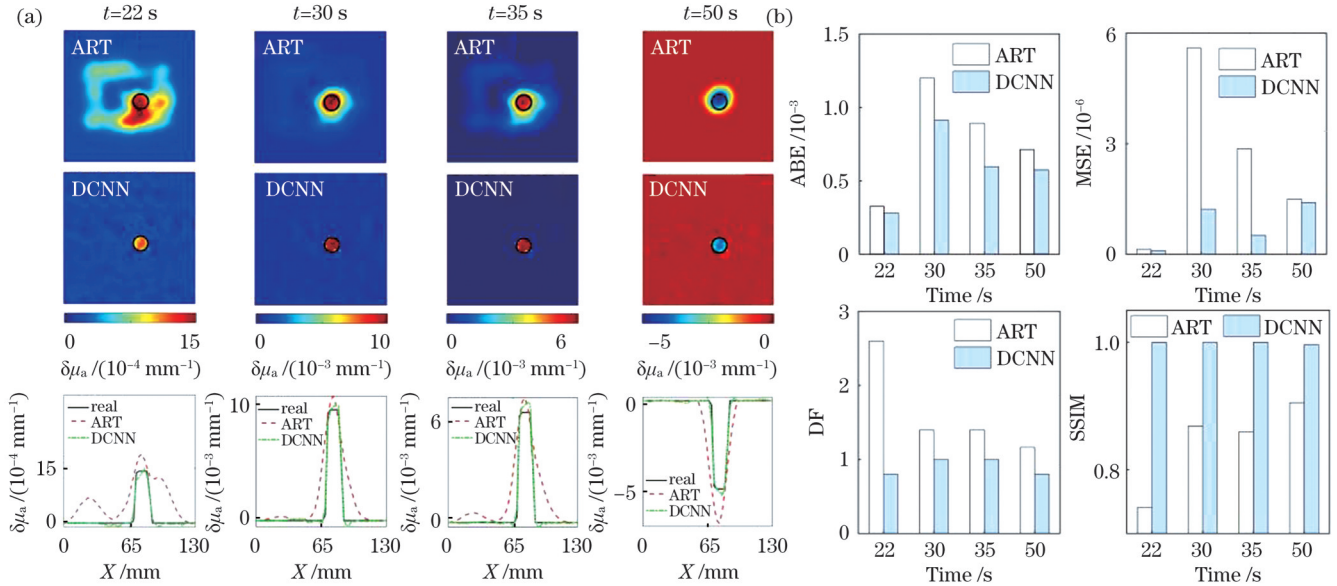 (a)
t=22 s
t=30 s
t=35 s
t=50 s
ART
ART
ART
ART
DCNN
DCNN
DCNN
DCNN
0 15
0 10
0 6
−5 0
δμa /(10−4 mm−1)
δμa /(10−3 mm−1)
δμa /(10−3 mm−1)
δμa /(10−3 mm−1)
δμa /(10−4 mm−1)
15
0
real
ART
DCNN
0 65 130
X /mm
δμa /(10−3 mm−1)
10
0
real
ART
DCNN
0 65 130
X /mm
δμa /(10−3 mm−1)
6
0
real
ART
DCNN
0 65 130
X /mm
δμa /(10−3 mm−1)
0
−5
real
ART
DCNN
0 65 130
X /mm
(b)
ABE /10−3
1.5
1.0
0.5
0
ART
DCNN
22 30 35 50
Time /s
MSE /10−6
6
4
2
0
ART
DCNN
22 30 35 50
Time /s
DF
3
2
1
0
ART
DCNN
22 30 35 50
Time /s
SSIM
1.0
0.8
ART DCNN
22 30 35 50
Time /s